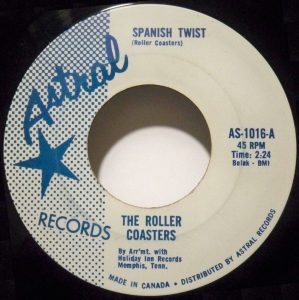 SPANISH TWIST
(Roller Coasters)
Astral
RECORDS
AS-1016-A
45 RPM
Time: 2:24
Belak - BMI
THE ROLLER
COASTERS
By Arr'mt. with
Holiday Inn Records
Memphis, Tenn.
MADE IN CANADA • DISTRIBUTED BY ASTRAL RECORDS